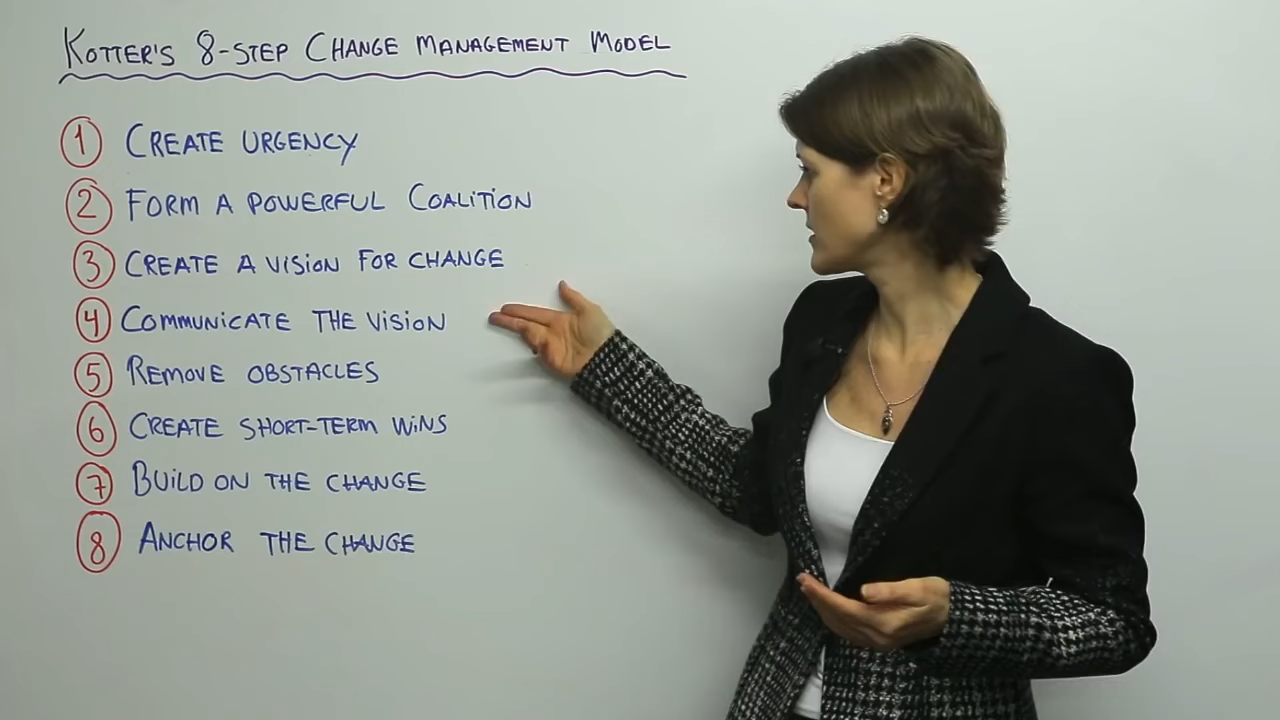 KOTTER'S 8-STEP CHANGE MANAGEMENT MODEL
1 CREATE URGENCY
2 FORM A POWERFUL COALITION
3 CREATE A VISION FOR CHANGE
4 COMMUNICATE THE VISION
5 REMOVE OBSTACLES
6 CREATE SHORT-TERM WINS
7 BUILD ON THE CHANGE
8 ANCHOR THE CHANGE